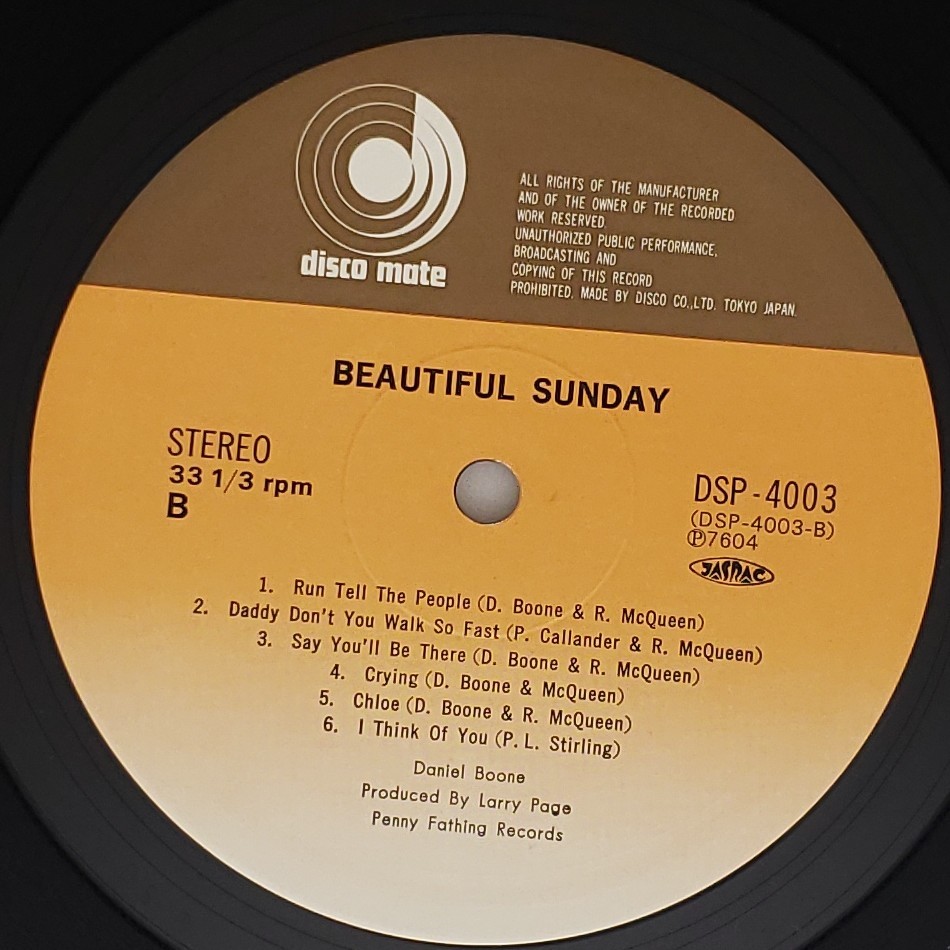 disco mate
ALL RIGHTS OF THE MANUFACTURER
AND OF THE OWNER OF THE RECORDED
WORK RESERVED.
UNAUTHORIZED PUBLIC PERFORMANCE,
BROADCASTING AND
COPYING OF THIS RECORD
PROHIBITED. MADE BY DISCO CO.,LTD. TOKYO JAPAN.
BEAUTIFUL SUNDAY
STEREO
33 1/3 rpm
B
DSP-4003
(DSP-4003-B)
Ⓟ7604
JASRAC
1. Run Tell The People (D. Boone & R. McQueen)
2. Daddy Don't You Walk So Fast (P. Callander & R. McQueen)
3. Say You'll Be There (D. Boone & R. McQueen)
4. Crying (D. Boone & McQueen)
5. Chloe (D. Boone & R. McQueen)
6. I Think Of You (P. L. Stirling)
Daniel Boone
Produced By Larry Page
Penny Fathing Records